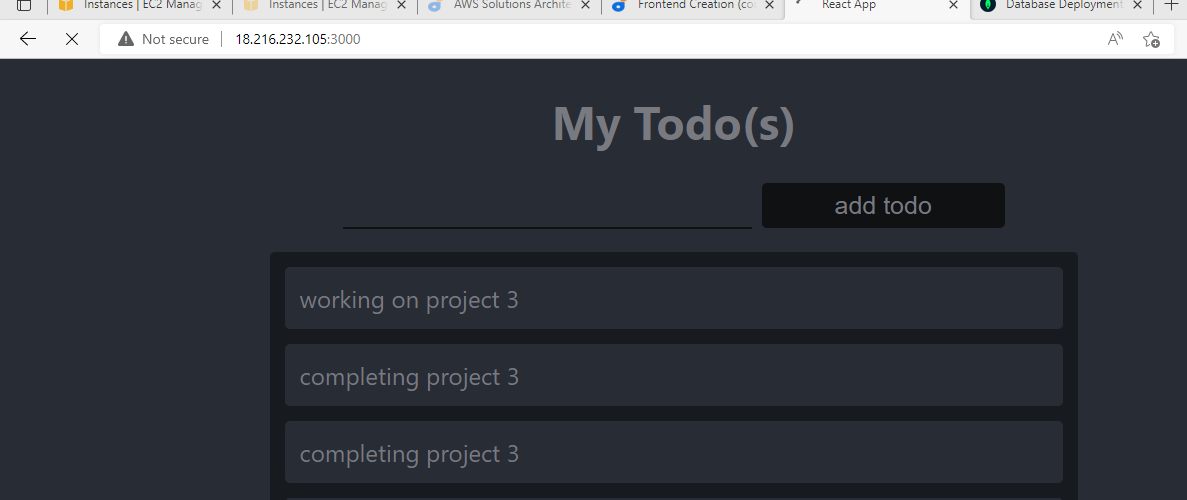 Instances | EC2 Manag
Instances | EC2 Manag
AWS Solutions Archite
Frontend Creation (co
React App
Database Deployment
Not secure
18.216.232.105:3000
My Todo(s)
add todo
working on project 3
completing project 3
completing project 3